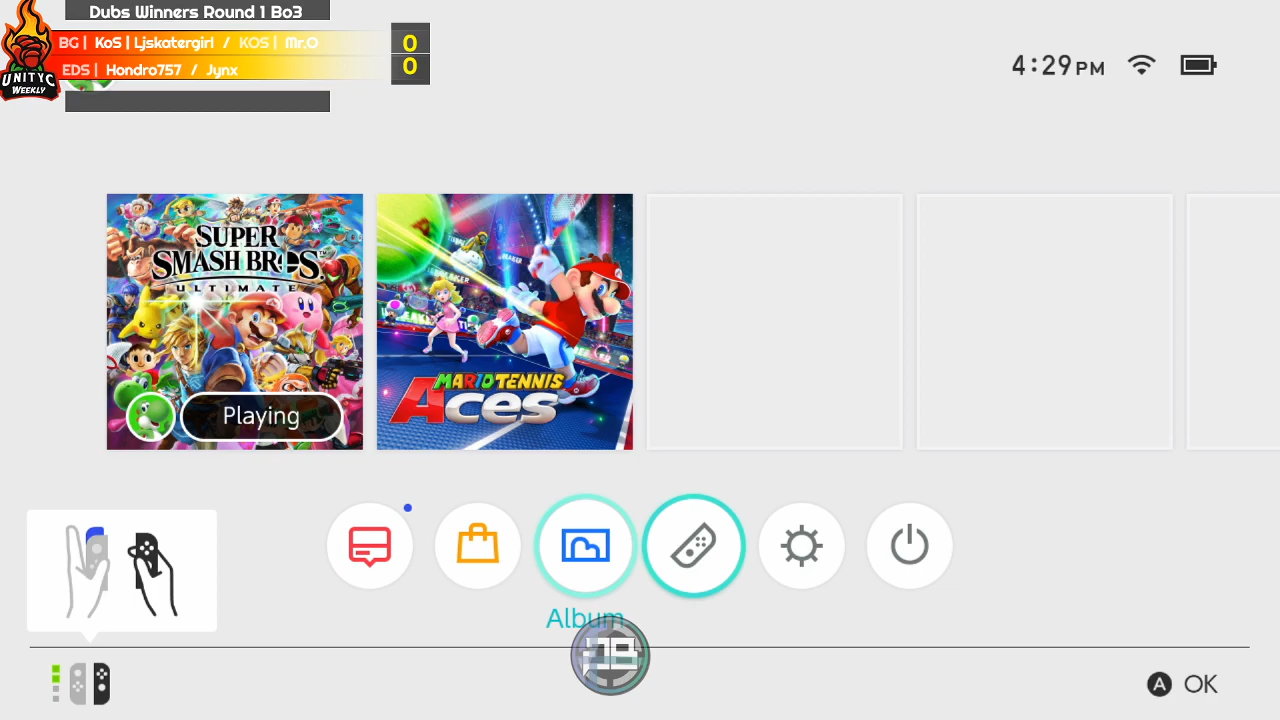 Dubs Winners Round 1 Bo3
BG | KoS | Ljskatergirl / KOS | Mr.O 0
EDS | Hondro757 / Jynx 0
UNITYC
WEEKLY
4:29 PM
SUPER
SMASH BROS.™
ULTIMATE
Playing
MARIO TENNIS
ACes
Album
A OK